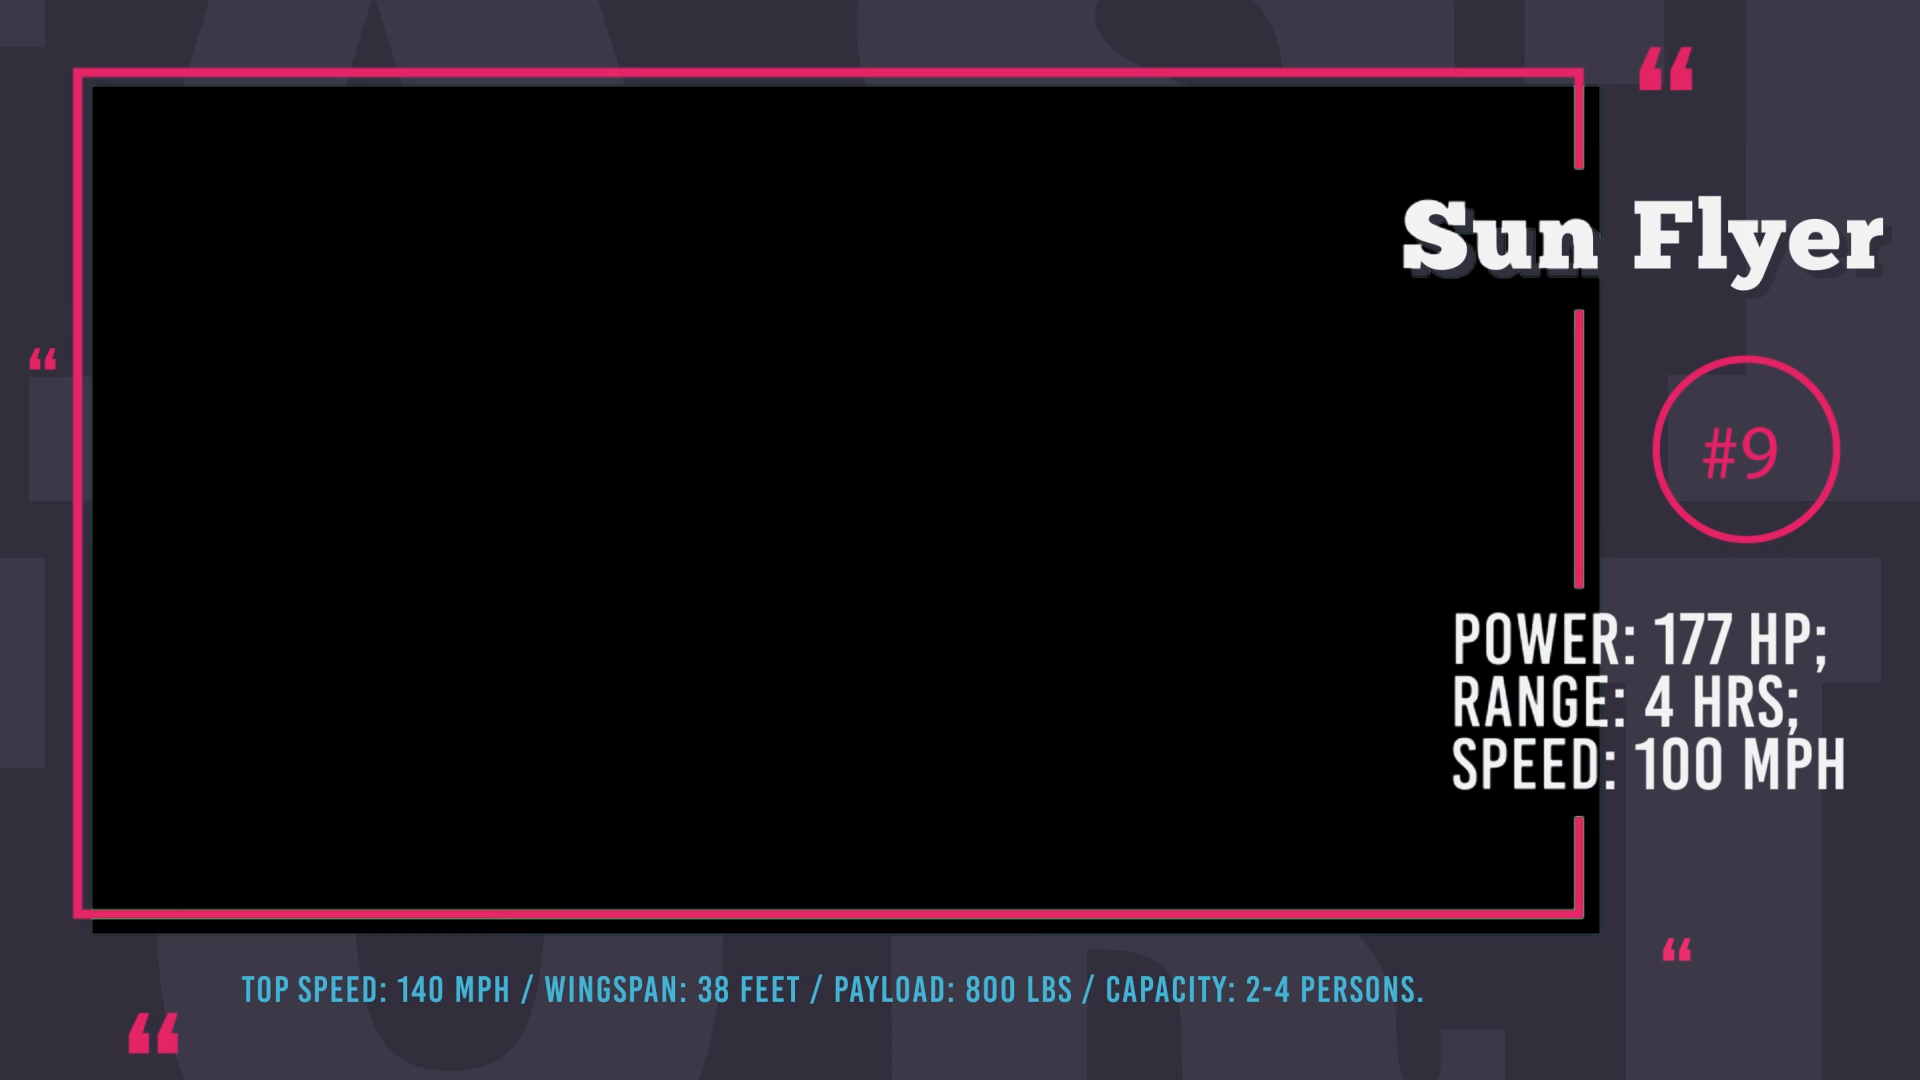 Sun Flyer
#9
POWER: 177 HP;
RANGE: 4 HRS;
SPEED: 100 MPH
TOP SPEED: 140 MPH / WINGSPAN: 38 FEET / PAYLOAD: 800 LBS / CAPACITY: 2-4 PERSONS.